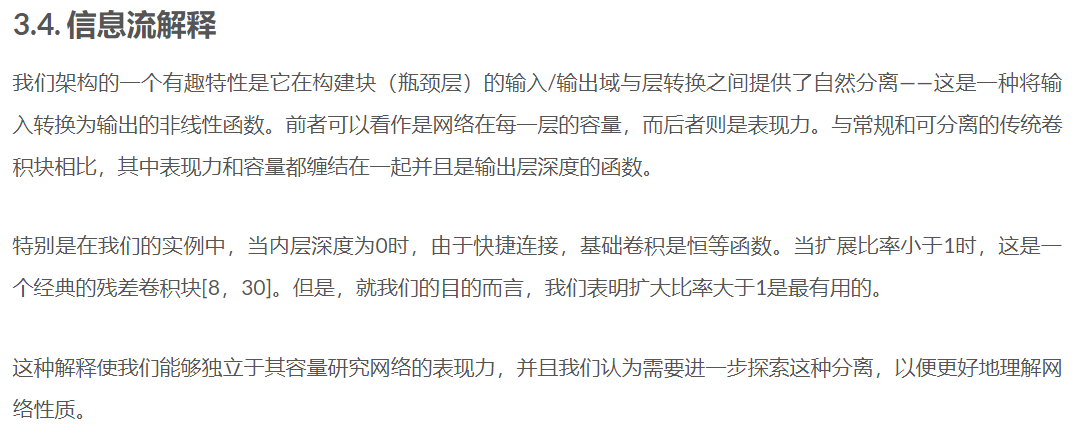 3.4. 信息流解释
我们架构的一个有趣特性是它在构建块（瓶颈层）的输入/输出域与层转换之间提供了自然分离——这是一种将输
入转换为输出的非线性函数。前者可以看作是网络在每一层的容量，而后者则是表现力。与常规和可分离的传统卷
积块相比，其中表现力和容量都缠结在一起并且是输出层深度的函数。
特别是在我们的实例中，当内层深度为0时，由于快捷连接，基础卷积是恒等函数。当扩展比率小于1时，这是一
个经典的残差卷积块[8，30]。但是，就我们的目的而言，我们表明扩大比率大于1是最有用的。
这种解释使我们能够独立于其容量研究网络的表现力，并且我们认为需要进一步探索这种分离，以便更好地理解网
络性质。